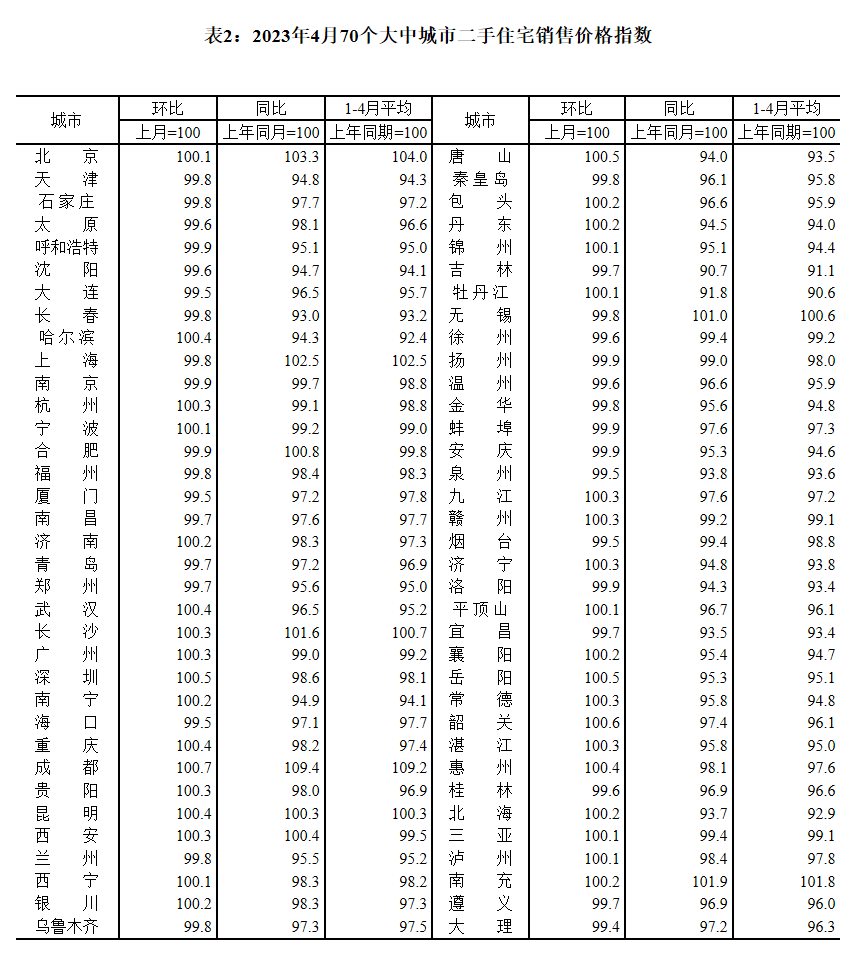 表2：2023年4月70个大中城市二手住宅销售价格指数
城市 环比 同比 1-4月平均 城市 环比 同比 1-4月平均
上月=100 上年同月=100 上年同期=100 上月=100 上年同月=100 上年同期=100
北京 100.1 103.3 104.0 唐山 100.5 94.0 93.5
天津 99.8 94.8 94.3 秦皇岛 99.8 96.1 95.8
石家庄 99.8 97.7 97.2 包头 100.2 96.6 95.9
太原 99.6 98.1 96.6 丹东 100.2 94.5 94.0
呼和浩特 99.9 95.1 95.0 锦州 100.1 95.1 94.4
沈阳 99.6 94.7 94.1 吉林 99.7 90.7 91.1
大连 99.5 96.5 95.7 牡丹江 100.1 91.8 90.6
长春 99.8 93.0 93.2 无锡 99.8 101.0 100.6
哈尔滨 100.4 94.3 92.4 徐州 99.6 99.4 99.2
上海 99.8 102.5 102.5 扬州 99.9 99.0 98.0
南京 99.9 99.7 98.8 温州 99.6 96.6 95.9
杭州 100.3 99.1 98.8 金华 99.8 95.6 94.8
宁波 100.1 99.2 99.0 蚌埠 99.9 97.6 97.3
合肥 99.9 100.8 99.8 安庆 99.9 95.3 94.6
福州 99.8 98.4 98.3 泉州 99.5 93.8 93.6
厦门 99.5 97.2 97.8 九江 100.3 97.6 97.2
南昌 99.7 97.6 97.7 赣州 100.3 99.2 99.1
济南 100.2 98.3 97.3 烟台 99.5 99.4 98.8
青岛 99.7 97.2 96.9 济宁 100.3 94.8 93.8
郑州 99.7 95.6 95.0 洛阳 99.9 94.3 93.4
武汉 100.4 96.5 95.2 平顶山 100.1 96.7 96.1
长沙 100.3 101.6 100.7 宜昌 99.7 93.5 93.4
广州 100.3 99.0 99.2 襄阳 100.2 95.4 94.7
深圳 100.5 98.6 98.1 岳阳 100.5 95.3 95.1
南宁 100.2 94.9 94.1 常德 100.3 95.8 94.8
海口 99.5 97.1 97.7 韶关 100.6 97.4 96.1
重庆 100.4 98.2 97.4 湛江 100.3 95.8 95.0
成都 100.7 109.4 109.2 惠州 100.4 98.1 97.6
贵阳 100.3 98.0 96.9 桂林 99.6 96.9 96.6
昆明 100.4 100.3 100.3 北海 100.2 93.7 92.9
西安 100.3 100.4 99.5 三亚 100.1 99.4 99.1
兰州 99.8 95.5 95.2 泸州 100.1 98.4 97.8
西宁 100.1 98.3 98.2 南充 100.2 101.9 101.8
银川 100.2 98.3 97.3 遵义 99.7 96.9 96.0
乌鲁木齐 99.8 97.3 97.5 大理 99.4 97.2 96.3